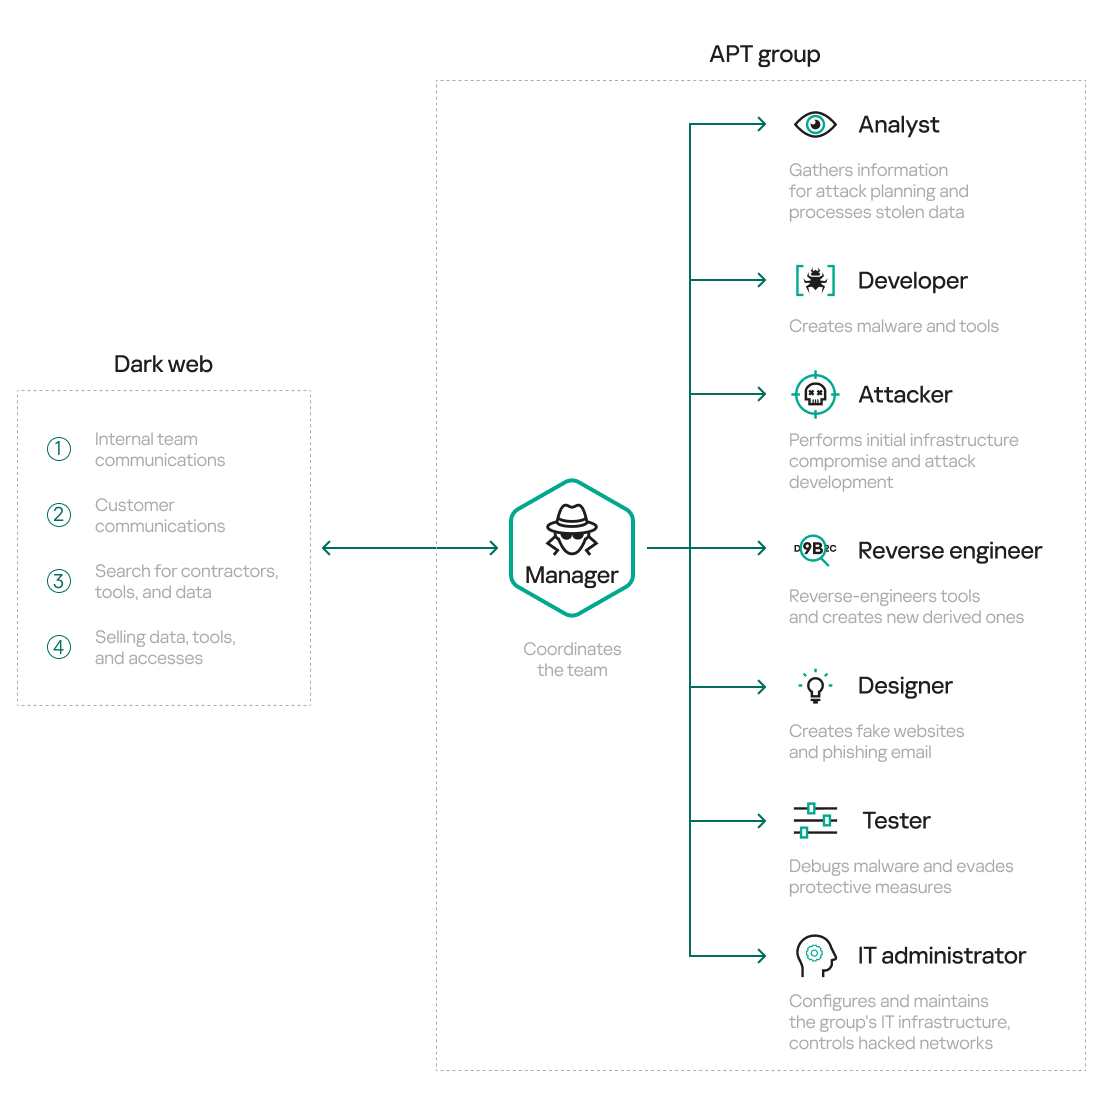 APT group
Analyst
Gathers information
for attack planning and
processes stolen data
Developer
Creates malware and tools
Dark web
1
Internal team
communications
2
Customer
communications
3
Search for contractors,
tools, and data
4
Selling data, tools,
and accesses
Manager
Coordinates
the team
Attacker
Performs initial infrastructure
compromise and attack
development
D 9B 2C
Reverse engineer
Reverse-engineers tools
and creates new derived ones
Designer
Creates fake websites
and phishing email
Tester
Debugs malware and evades
protective measures
IT administrator
Configures and maintains
the group's IT infrastructure,
controls hacked networks